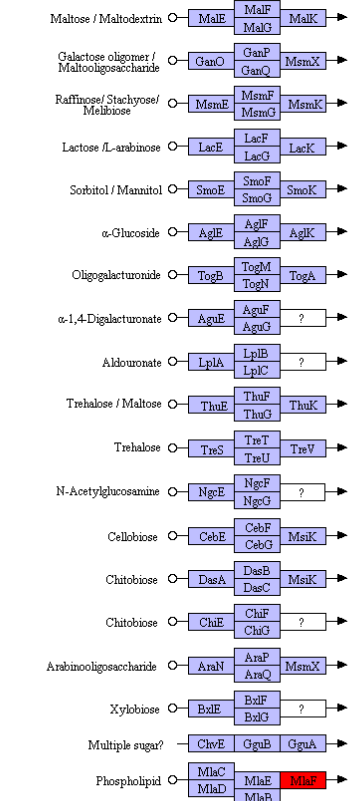 Maltose / Maltodextrin MalE MalF MalG MalK
Galactose oligomer /
Maltooligosaccharide GanO GanP GanQ MsmX
Raffinose/ Stachyose/
Melibiose MsmE MsmF MsmG MsmK
Lactose /L-arabinose LacE LacF LacG LacK
Sorbitol / Mannitol SmoE SmoF SmoG SmoK
α-Glucoside AglE AglF AglG AglK
Oligogalacturonide TogB TogM TogN TogA
α-1,4-Digalacturonate AguE AguF AguG ?
Aldouronate LplA LplB LplC ?
Trehalose / Maltose ThuE ThuF ThuG ThuK
Trehalose TreS TreT TreU TreV
N-Acetylglucosamine NgcE NgcF NgcG ?
Cellobiose CebE CebF CebG MsiK
Chitobiose DasA DasB DasC MsiK
Chitobiose ChiE ChiF ChiG ?
Arabinooligosaccharide AraN AraP AraQ MsmX
Xylobiose BxlE BxlF BxlG ?
Multiple sugar? ChvE GguB GguA
Phospholipid MlaC MlaD MlaE MlaB MlaF